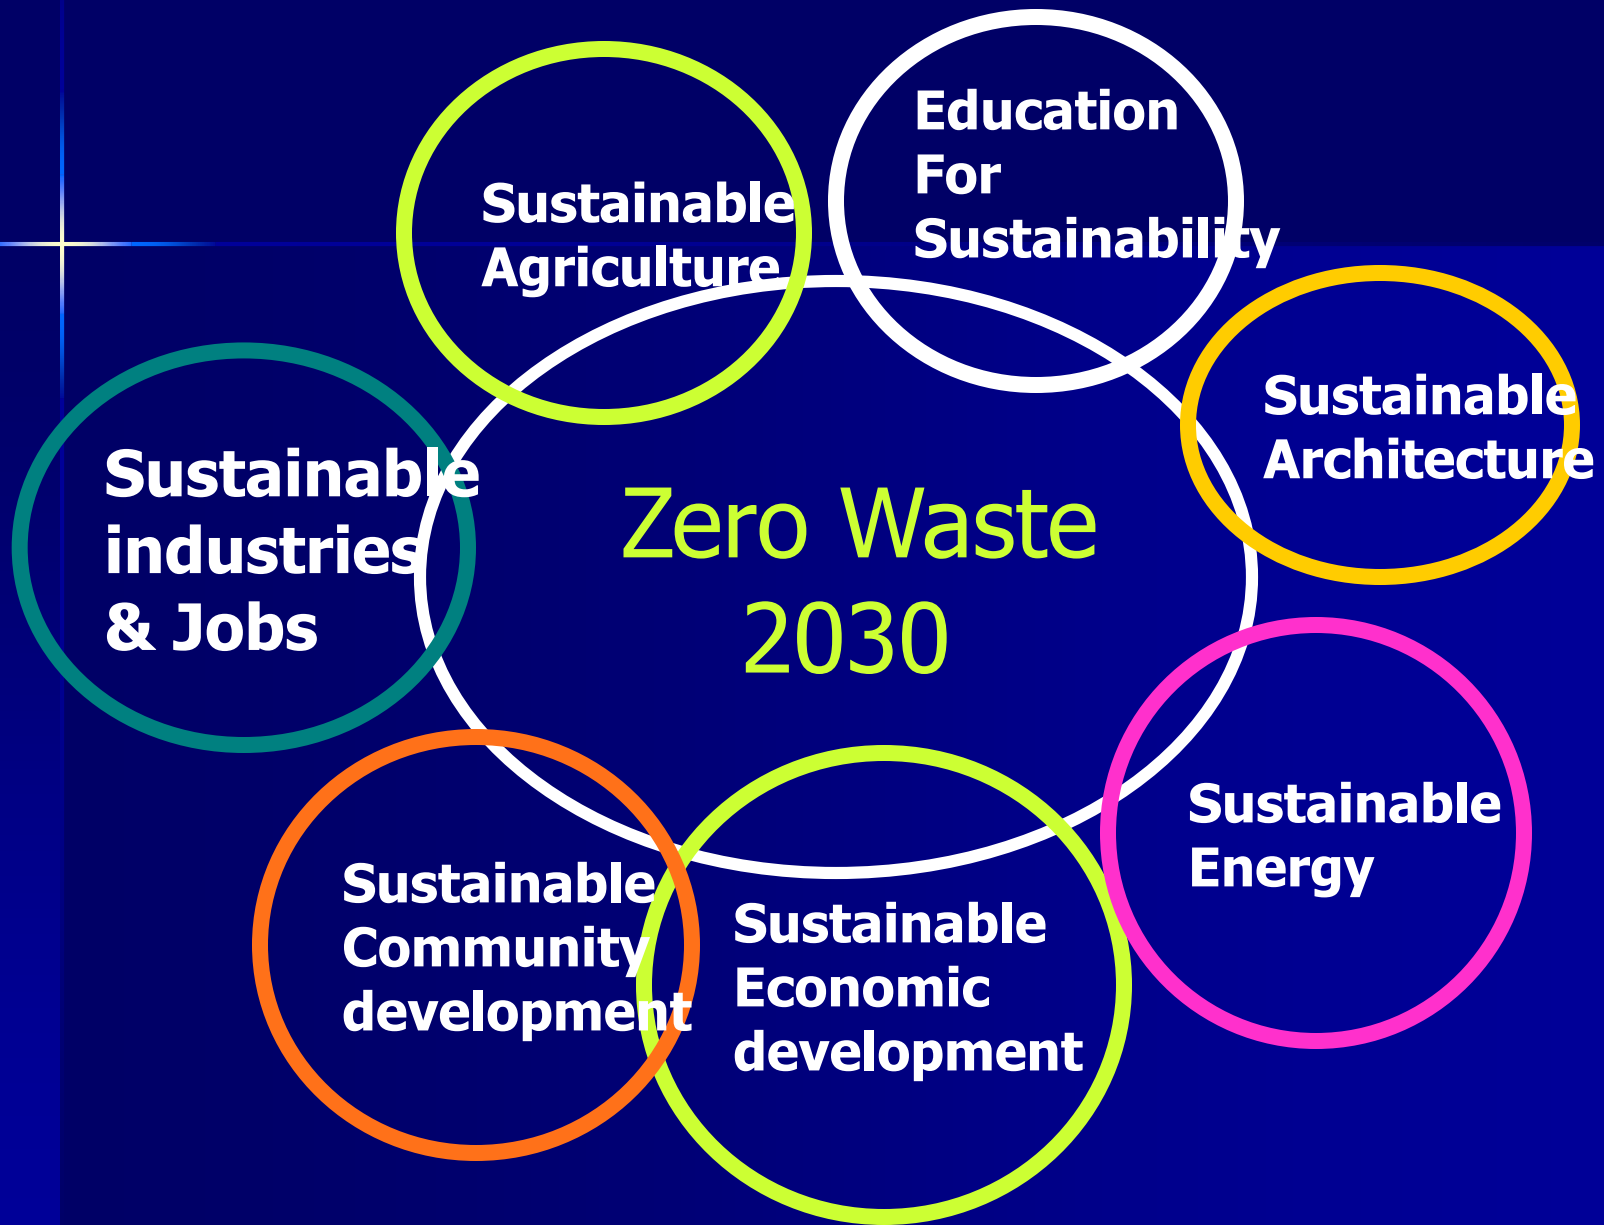 Education
For
Sustainability
Sustainable
Agriculture
Sustainable
Architecture
Sustainable
industries
& Jobs
Zero Waste
2030
Sustainable
Energy
Sustainable
Community
development
Sustainable
Economic
development